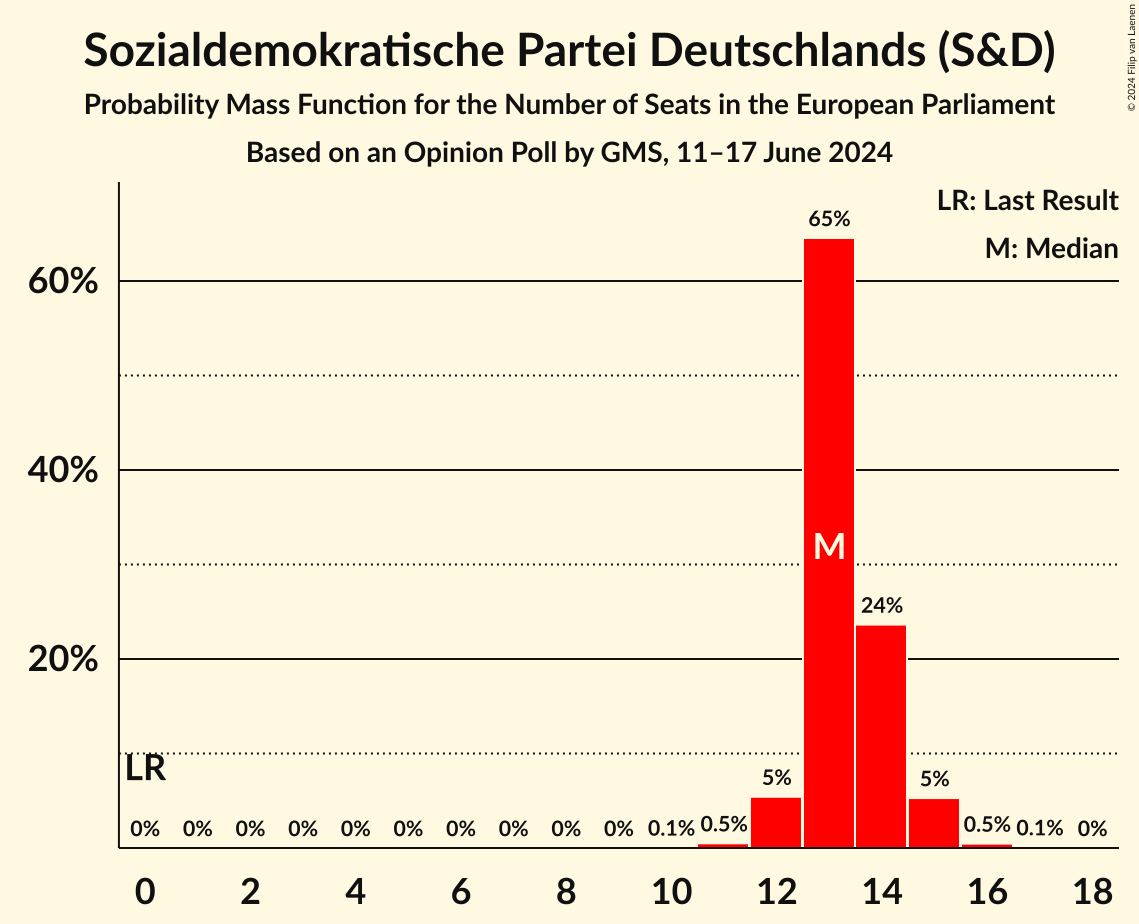 Sozialdemokratische Partei Deutschlands (S&D)
Probability Mass Function for the Number of Seats in the European Parliament
Based on an Opinion Poll by GMS, 11–17 June 2024
© 2024 Filip van Laenen
LR: Last Result
M: Median
65%
60%
40%
M
24%
20%
LR
5%
5%
0% 0% 0% 0% 0% 0% 0% 0% 0% 0% 0.1% 0.5% 0.5% 0.1% 0%
0 2 4 6 8 10 12 14 16 18